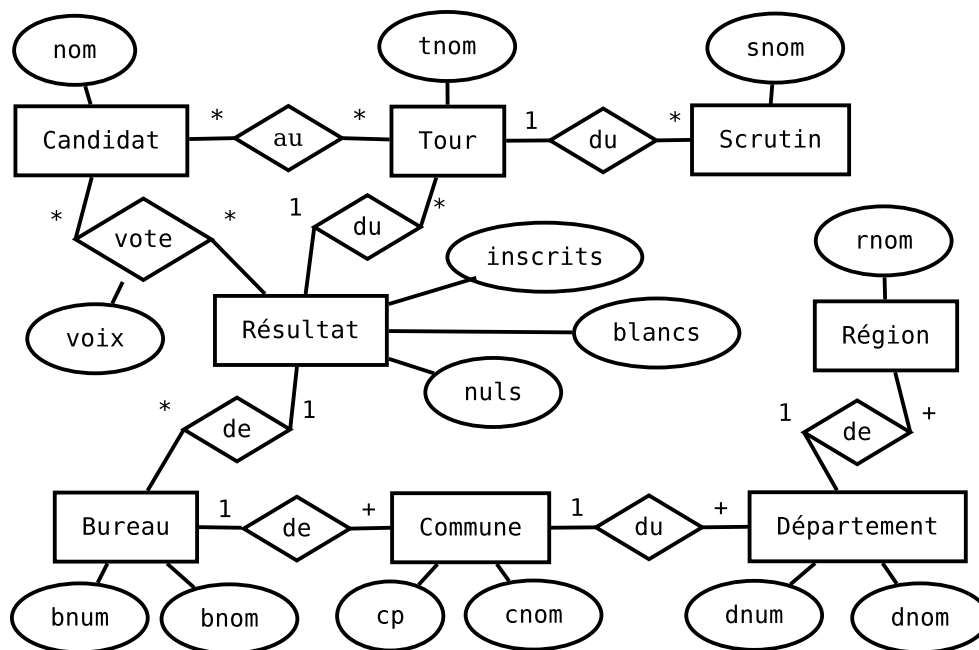 nom
tnom
snom
Candidat
*
au
*
Tour
1
du
*
Scrutin
*
vote
*
1
du
*
voix
inscrits
rnom
Résultat
blancs
Région
nuls
*
de
1
1
de
+
Bureau
1
de
+
Commune
1
du
+
Département
bnum
bnom
cp
cnom
dnum
dnom